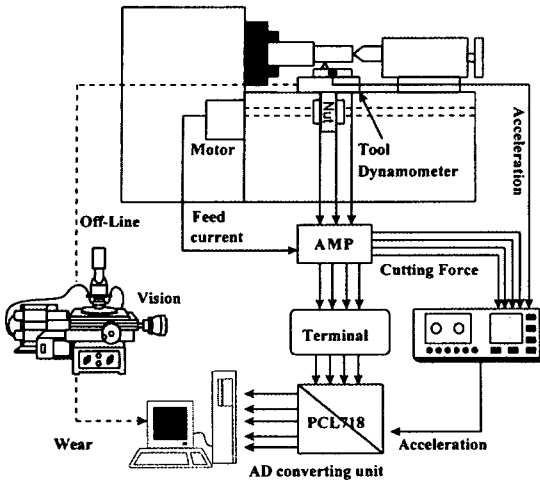 Nut
Acceleration
Motor
Tool
Dynamometer
Feed
current
Off-Line
AMP
Cutting Force
Vision
Terminal
PCL718
Wear
Acceleration
AD converting unit